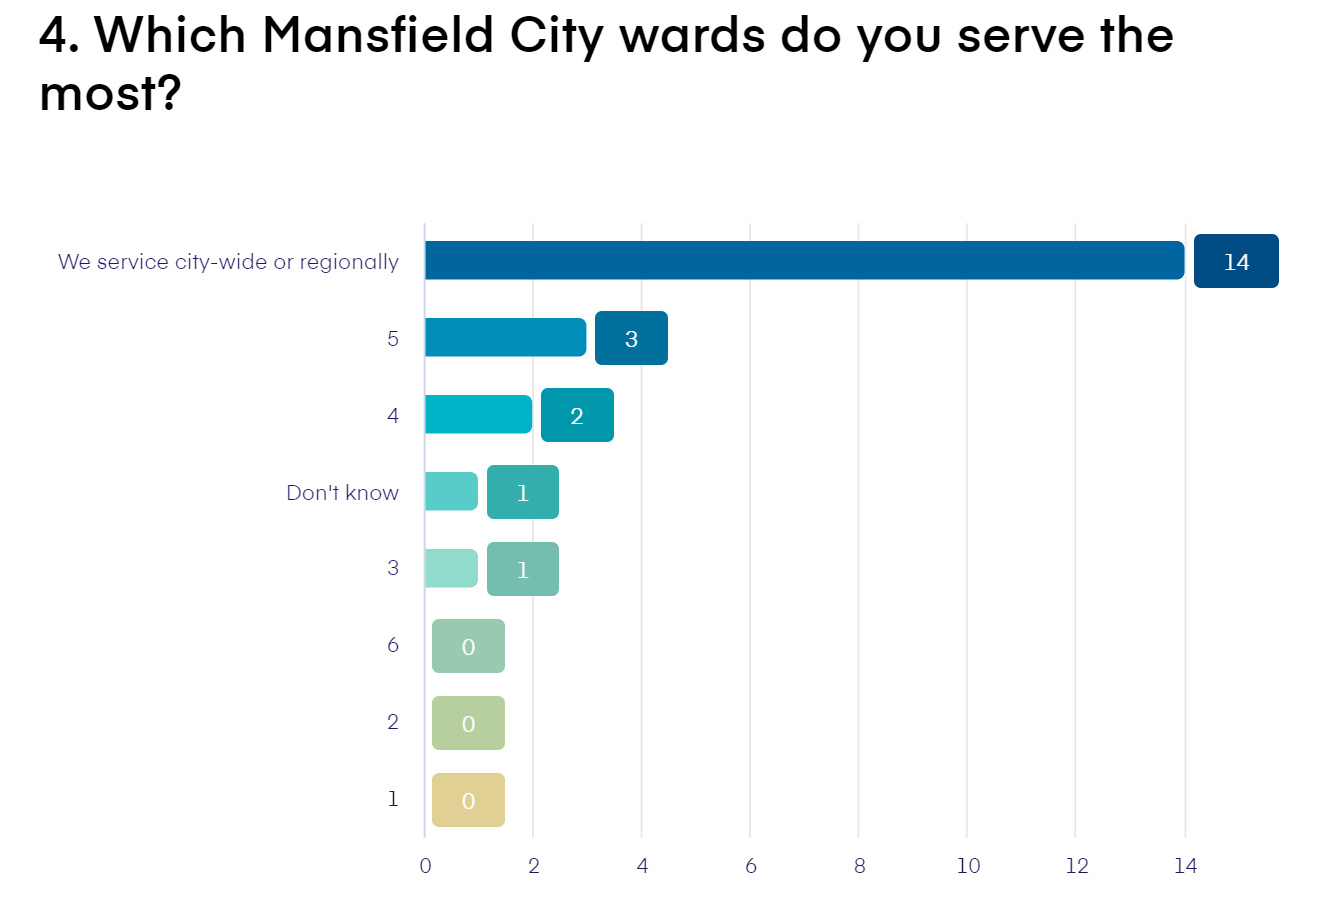 4. Which Mansfield City wards do you serve the
most?
We service city-wide or regionally 14
5 3
4 2
Don't know 1
3 1
6 0
2 0
1 0
0 2 4 6 8 10 12 14